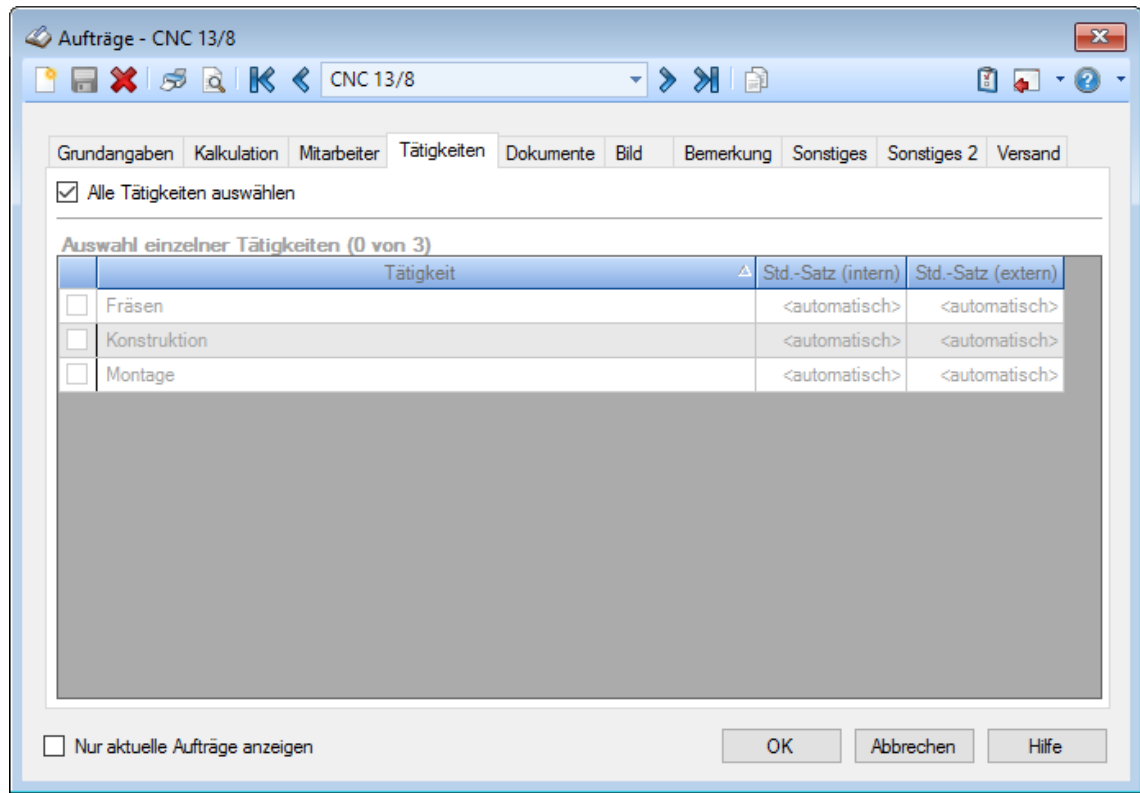 Aufträge - CNC 13/8
CNC 13/8
Grundangaben Kalkulation Mitarbeiter Tätigkeiten Dokumente Bild Bemerkung Sonstiges Sonstiges 2 Versand
Alle Tätigkeiten auswählen
Auswahl einzelner Tätigkeiten (0 von 3)
Tätigkeit Std.-Satz (intern) Std.-Satz (extern)
Fräsen <automatisch> <automatisch>
Konstruktion <automatisch> <automatisch>
Montage <automatisch> <automatisch>
Nur aktuelle Aufträge anzeigen OK Abbrechen Hilfe